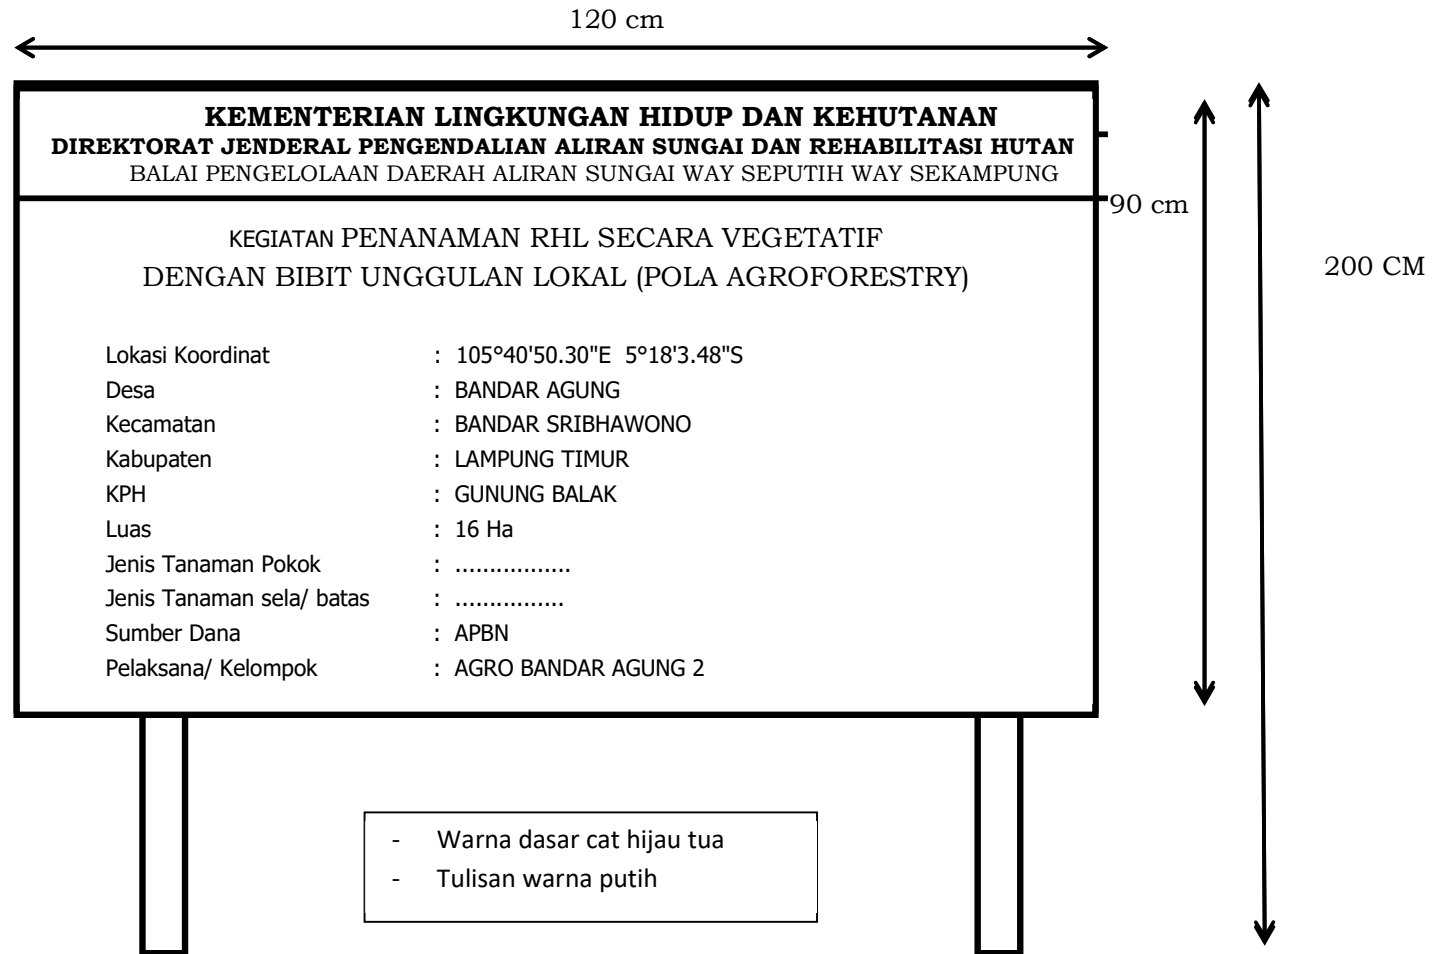 120 cm
KEMENTERIAN LINGKUNGAN HIDUP DAN KEHUTANAN
DIREKTORAT JENDERAL PENGENDALIAN ALIRAN SUNGAI DAN REHABILITASI HUTAN
BALAI PENGELOLAAN DAERAH ALIRAN SUNGAI WAY SEPUTIH WAY SEKAMPUNG
90 cm
KEGIATAN PENANAMAN RHL SECARA VEGETATIF
DENGAN BIBIT UNGGULAN LOKAL (POLA AGROFORESTRY)
200 CM
Lokasi Koordinat : 105°40'50.30"E 5°18'3.48"S
Desa : BANDAR AGUNG
Kecamatan : BANDAR SRIBHAWONO
Kabupaten : LAMPUNG TIMUR
KPH : GUNUNG BALAK
Luas : 16 Ha
Jenis Tanaman Pokok : .................
Jenis Tanaman sela/ batas : ................
Sumber Dana : APBN
Pelaksana/ Kelompok : AGRO BANDAR AGUNG 2
- Warna dasar cat hijau tua
- Tulisan warna putih